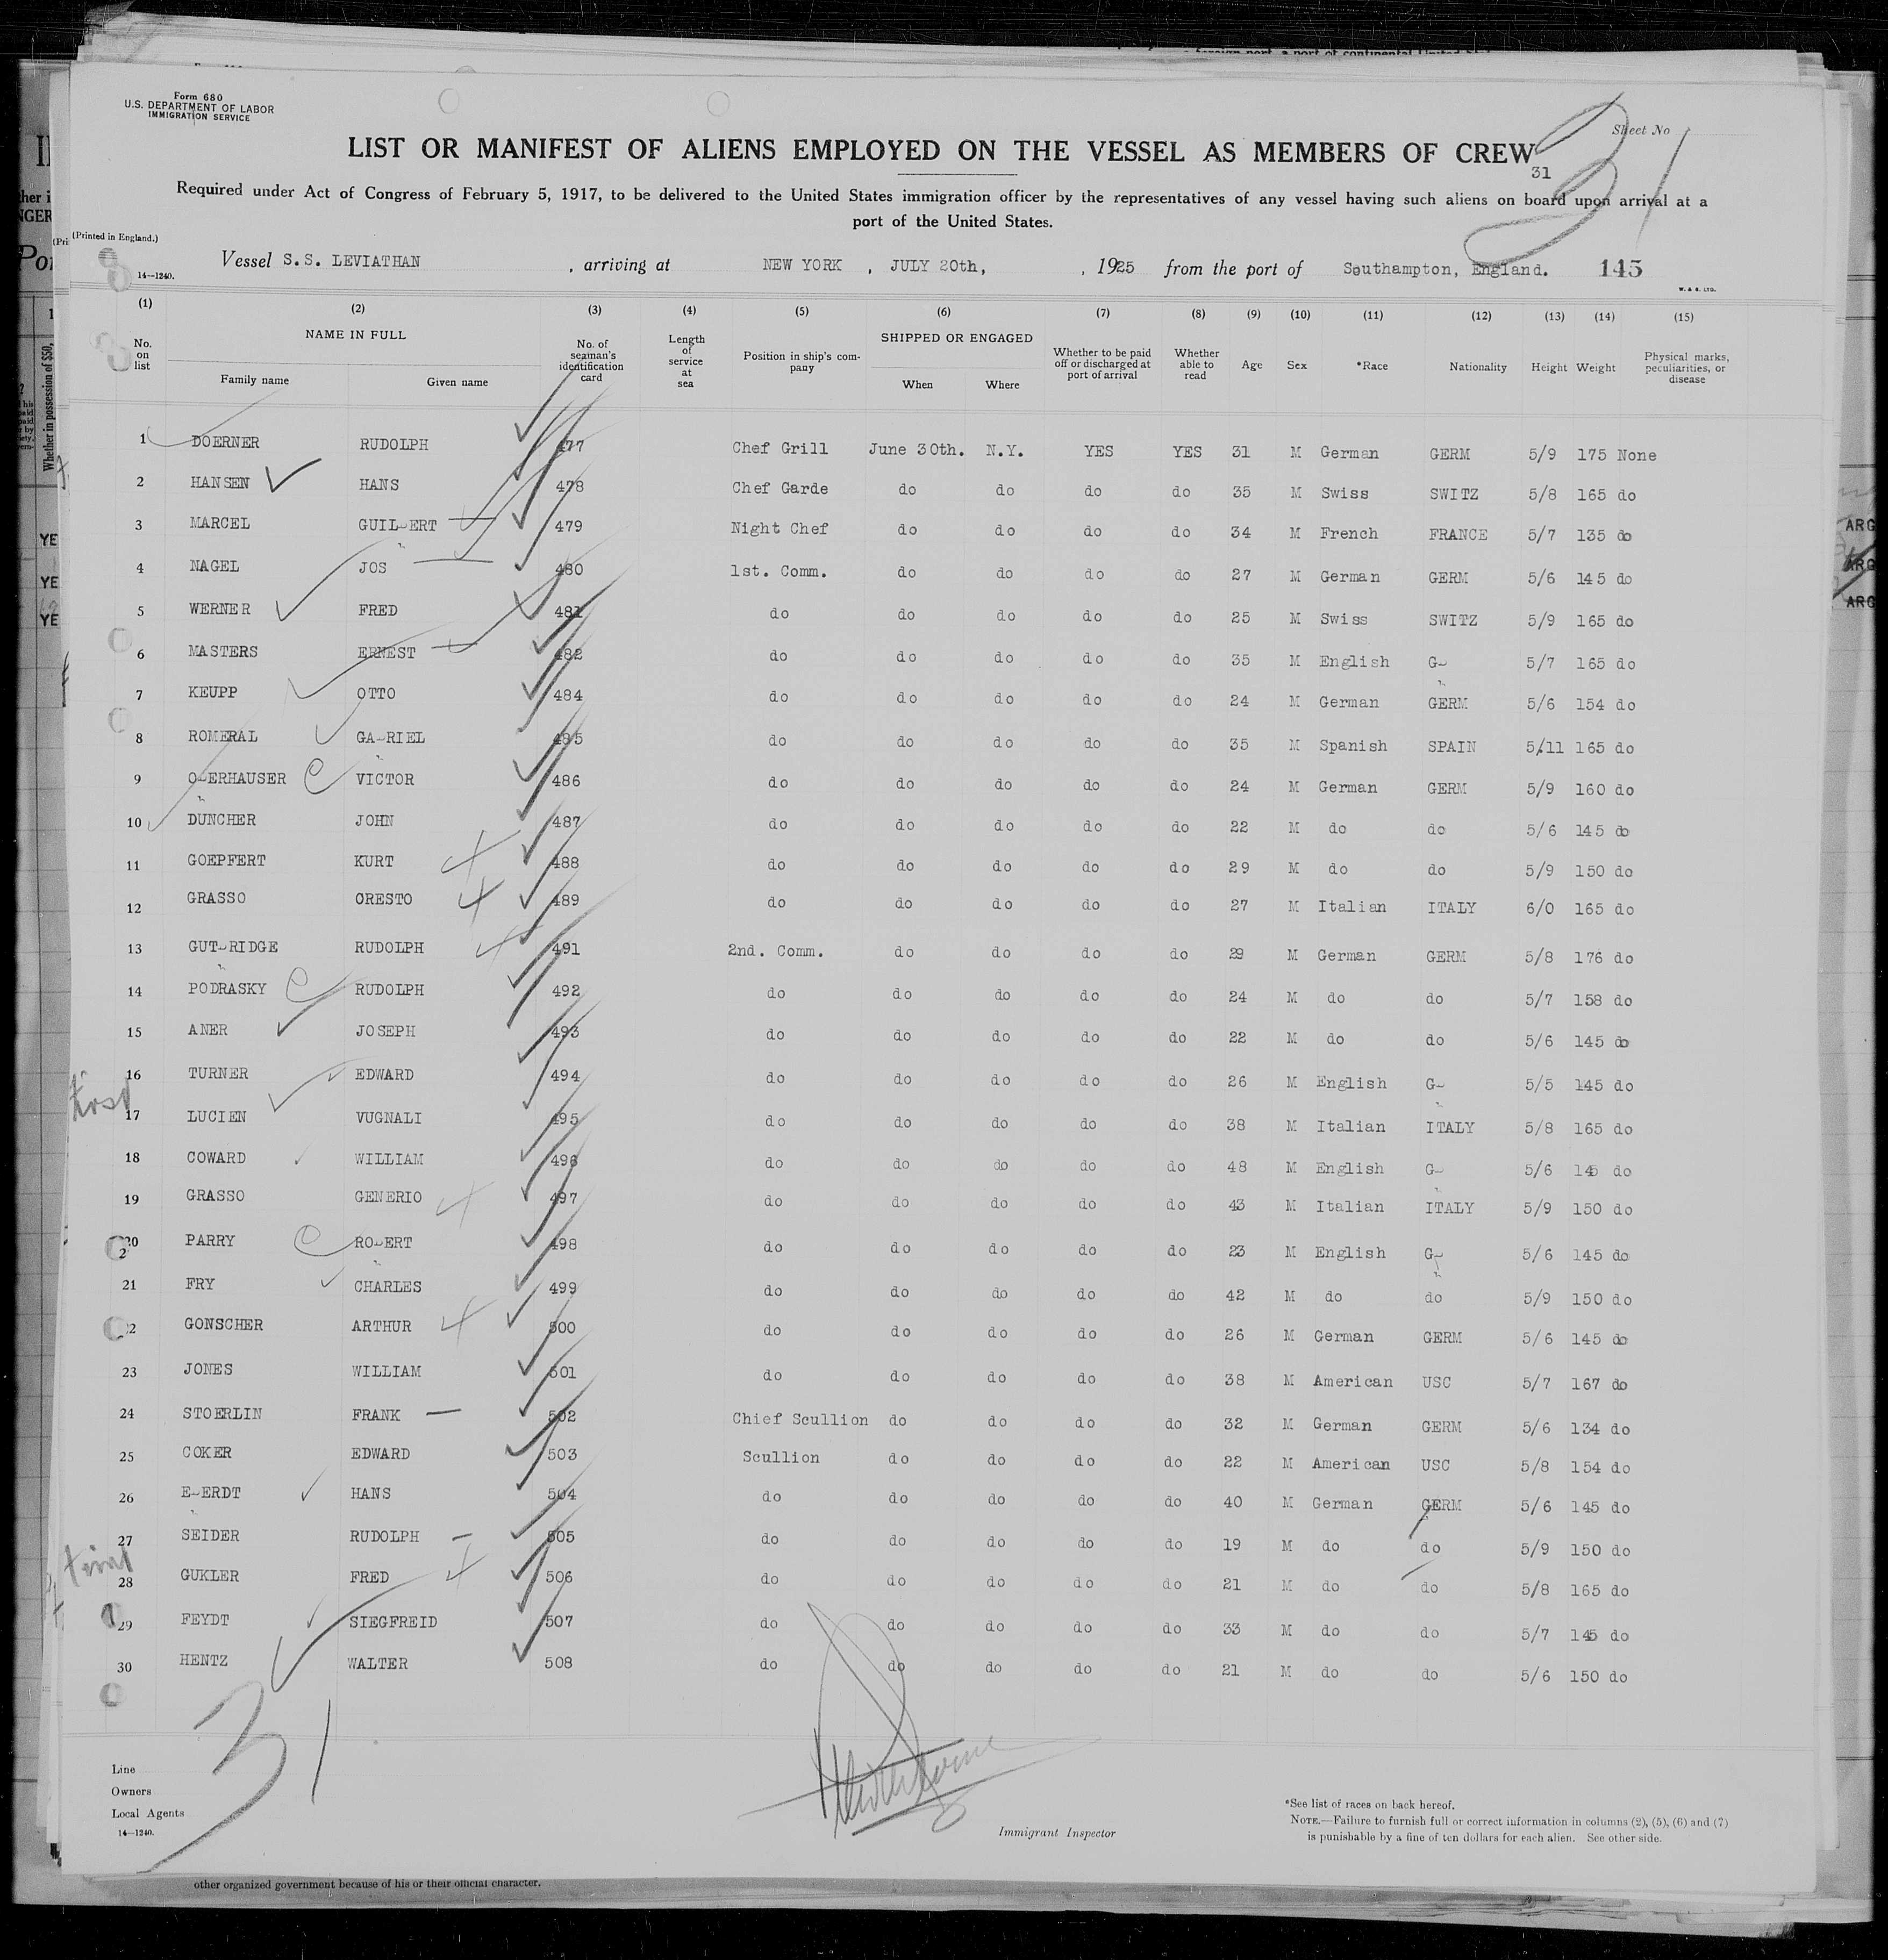 Form 680
U.S. DEPARTMENT OF LABOR
IMMIGRATION SERVICE
Sheet No
LIST OR MANIFEST OF ALIENS EMPLOYED ON THE VESSEL AS MEMBERS OF CREW
31
31
Required under Act of Congress of February 5, 1917, to be delivered to the United States immigration officer by the representatives of any vessel having such aliens on board upon arrival at a
port of the United States.
(Printed in England.)
14—1240.
Vessel S.S. LEVIATHAN , arriving at NEW YORK , JULY 20th, , 1925 from the port of Southampton, England. 145
W. & S. LTD.
(1) (2) (3) (4) (5) (6) (7) (8) (9) (10) (11) (12) (13) (14) (15)
No. on list NAME IN FULL Family name Given name No. of seaman's identification card Length of service at sea Position in ship's company SHIPPED OR ENGAGED When Where Whether to be paid off or discharged at port of arrival Whether able to read Age Sex *Race Nationality Height Weight Physical marks, peculiarities, or disease
1 DOERNER RUDOLPH 477 Chef Grill June 30th. N.Y. YES YES 31 M German GERM 5/9 175 None
2 HANSEN HANS 478 Chef Garde do do do do 35 M Swiss SWITZ 5/8 165 do
3 MARCEL GUIL-ERT 479 Night Chef do do do do 34 M French FRANCE 5/7 135 do
4 NAGEL JOS 480 1st. Comm. do do do do 27 M German GERM 5/6 145 do
5 WERNER FRED 481 do do do do do 25 M Swiss SWITZ 5/9 165 do
6 MASTERS ERNEST 482 do do do do do 35 M English G- 5/7 165 do
7 KEUPP OTTO 484 do do do do do 24 M German GERM 5/6 154 do
8 ROMERAL GA-RIEL 485 do do do do do 35 M Spanish SPAIN 5/11 165 do
9 O-ERHAUSER VICTOR 486 do do do do do 24 M German GERM 5/9 160 do
10 DUNCHER JOHN 487 do do do do do 22 M do do 5/6 145 do
11 GOEPFERT KURT 488 do do do do do 29 M do do 5/9 150 do
12 GRASSO ORESTO 489 do do do do do 27 M Italian ITALY 6/0 165 do
13 GUT-RIDGE RUDOLPH 491 2nd. Comm. do do do do 29 M German GERM 5/8 176 do
14 PODRASKY RUDOLPH 492 do do do do do 24 M do do 5/7 158 do
15 ANER JOSEPH 493 do do do do do 22 M do do 5/6 145 do
16 TURNER EDWARD 494 do do do do do 26 M English G- 5/5 145 do
17 LUCIEN VUGNALI 495 do do do do do 38 M Italian ITALY 5/8 165 do
18 COWARD WILLIAM 496 do do do do do 48 M English G- 5/6 145 do
19 GRASSO GENERIO 497 do do do do do 43 M Italian ITALY 5/9 150 do
20 PARRY RO-ERT 498 do do do do do 23 M English G- 5/6 145 do
21 FRY CHARLES 499 do do do do do 42 M do do 5/9 150 do
22 GONSCHER ARTHUR 500 do do do do do 26 M German GERM 5/6 145 do
23 JONES WILLIAM 501 do do do do do 38 M American USC 5/7 167 do
24 STOERLIN FRANK 502 Chief Scullion do do do do 32 M German GERM 5/6 134 do
25 COKER EDWARD 503 Scullion do do do do 22 M American USC 5/8 154 do
26 E-ERDT HANS 504 do do do do do 40 M German GERM 5/6 145 do
27 SEIDER RUDOLPH 505 do do do do do 19 M do do 5/9 150 do
28 GUKLER FRED 506 do do do do do 21 M do do 5/8 165 do
29 FEYDT SIEGFREID 507 do do do do do 33 M do do 5/7 145 do
30 HENTZ WALTER 508 do do do do do 21 M do do 5/6 150 do
31
Line
Owners
Local Agents
14—1240.
Immigrant Inspector
*See list of races on back hereof.
NOTE.—Failure to furnish full or correct information in columns (2), (5), (6) and (7)
is punishable by a fine of ten dollars for each alien. See other side.
other organized government because of his or their official character.